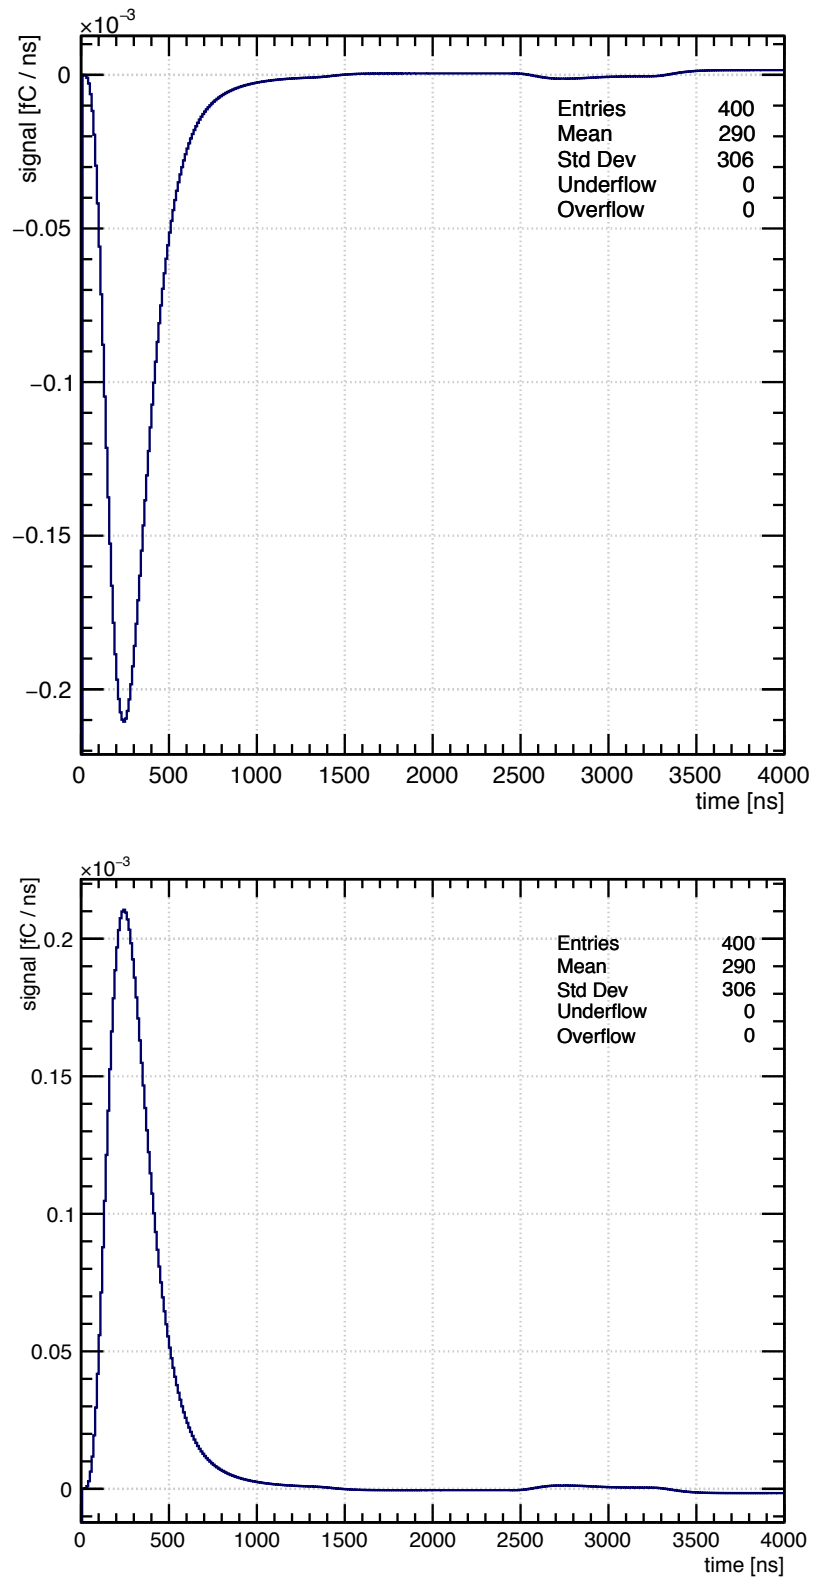 ×10⁻³
signal [fC / ns]
0
−0.05
−0.1
−0.15
−0.2
Entries 400
Mean 290
Std Dev 306
Underflow 0
Overflow 0
0 500 1000 1500 2000 2500 3000 3500 4000
time [ns]
×10⁻³
signal [fC / ns]
0.2
0.15
0.1
0.05
0
Entries 400
Mean 290
Std Dev 306
Underflow 0
Overflow 0
0 500 1000 1500 2000 2500 3000 3500 4000
time [ns]